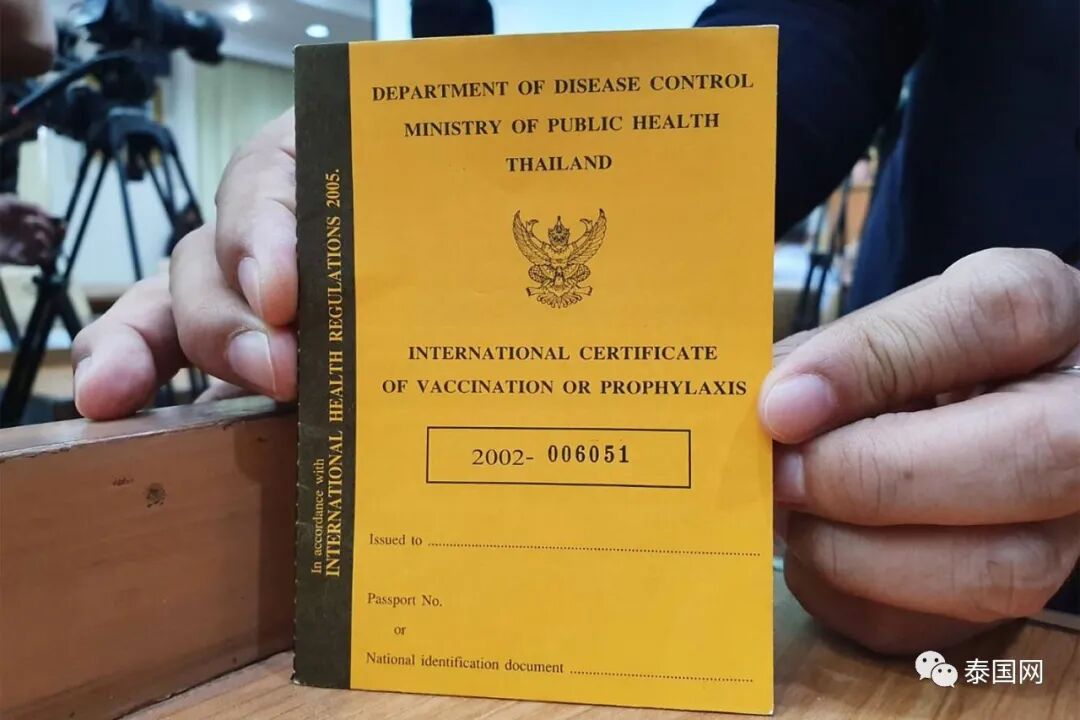 DEPARTMENT OF DISEASE CONTROL
MINISTRY OF PUBLIC HEALTH
THAILAND
In accordance with
INTERNATIONAL HEALTH REGULATIONS 2005.
INTERNATIONAL CERTIFICATE
OF VACCINATION OR PROPHYLAXIS
2002- 006051
Issued to
Passport No.
or
National identification document
泰国网